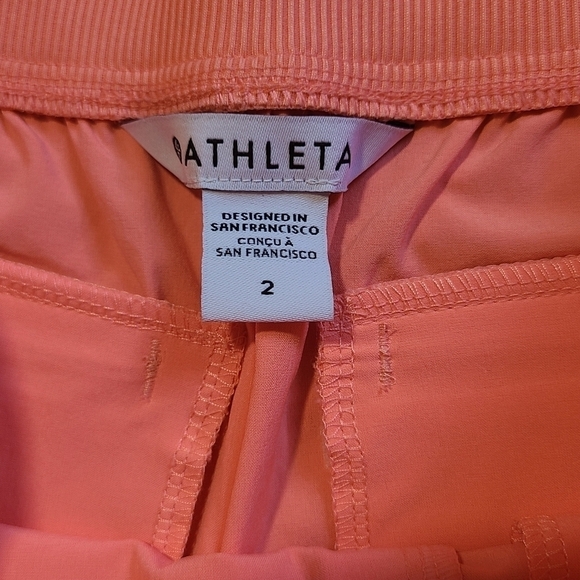 ATHLETA
DESIGNED IN
SAN FRANCISCO
CONÇU À
SAN FRANCISCO
2